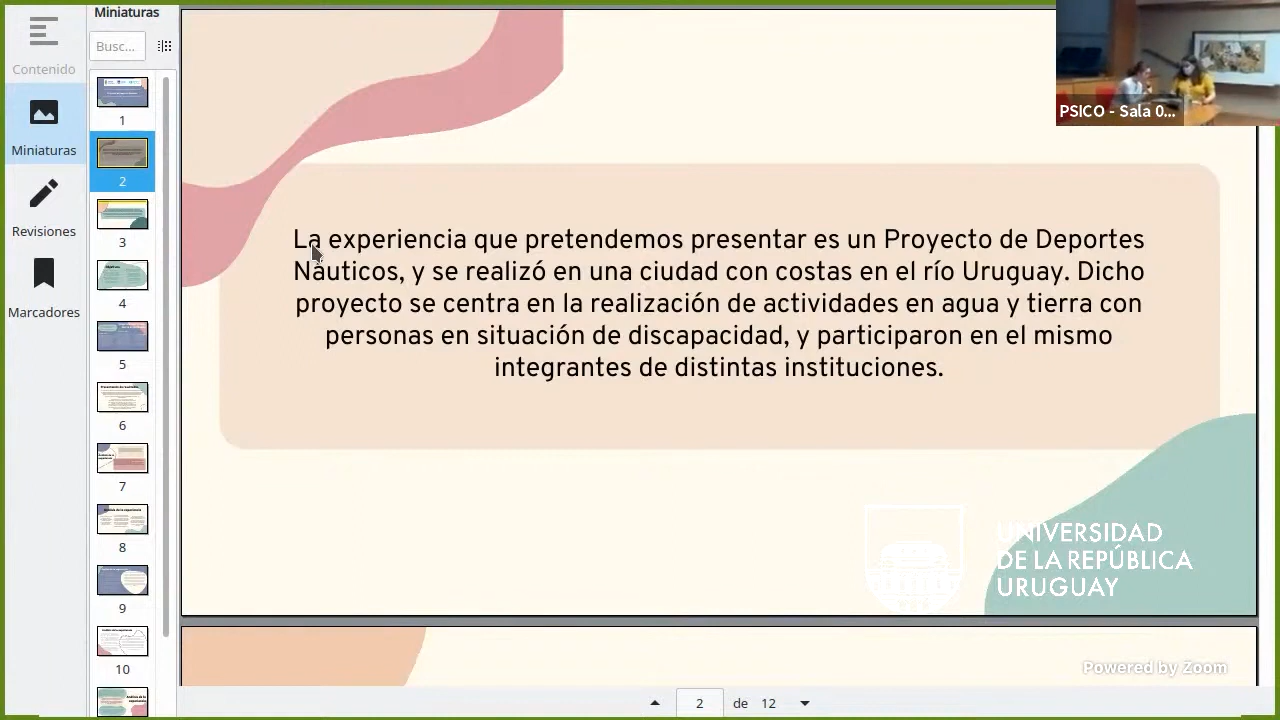 Miniaturas
Busc...
Contenido
Miniaturas
Revisiones
Marcadores
1
2
3
4
5
6
7
8
9
10
La experiencia que pretendemos presentar es un Proyecto de Deportes
Náuticos, y se realizó en una ciudad con costas en el río Uruguay. Dicho
proyecto se centra en la realización de actividades en agua y tierra con
personas en situación de discapacidad, y participaron en el mismo
integrantes de distintas instituciones.
PSICO - Sala 0...
UNIVERSIDAD
DE LA REPÚBLICA
URUGUAY
Powered by Zoom
2 de 12